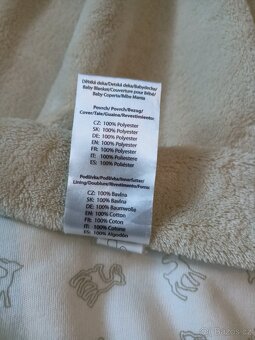 Dětská deka/Detská deka/Babydecke/
Baby Blanket/Couverture pour Bébé/
Baby Coperta/Bebe Manta
Povrch/Povrch/Bezug/
Cover/Taie/Guaina/Revestimiento:
CZ: 100% Polyester
SK: 100% Polyester
DE: 100% Polyester
EN: 100% Polyester
FR: 100% Polyester
IT: 100% Poliestere
ES: 100% Poliéster
Podšívka/Podšívka/Innenfutter/
Lining/Doublure/Rivestimento/Forro:
CZ: 100% Bavlna
SK: 100% Bavlna
DE: 100% Baumwolle
EN: 100% Cotton
FR: 100% Coton
IT: 100% Cotone
ES: 100% Algodón